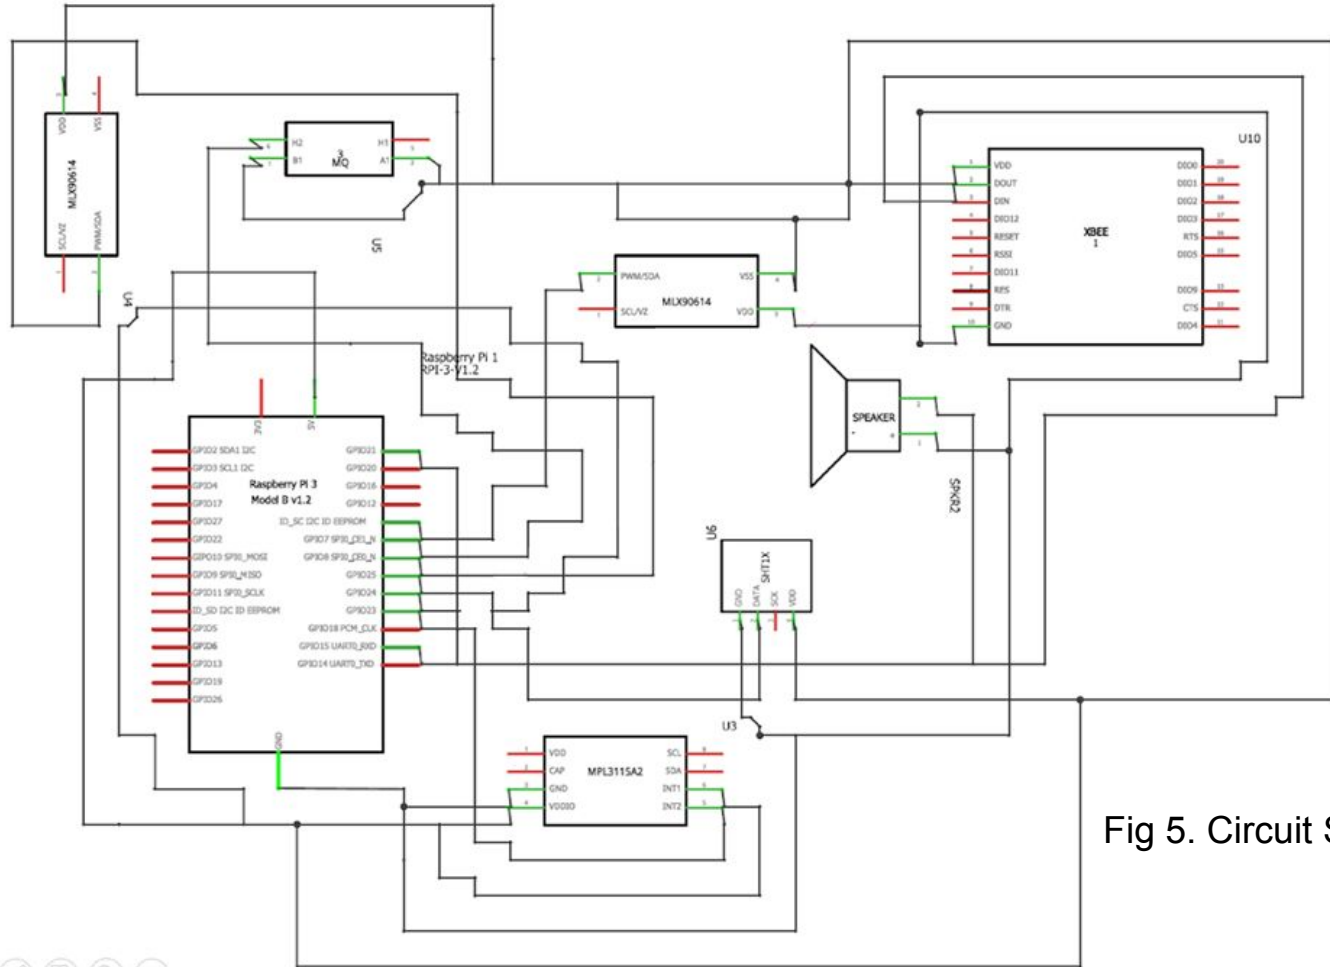 VDD
VSS
MLX90614
SCL/VZ
PWM/SDA
U4
H2
B1
3
MQ
H1
A1
U5
U10
VDD
DOUT
DIN
DIO12
RESET
RSSI
DIO11
RES
DTR
GND
XBEE
1
DIO0
DIO1
DIO2
DIO3
RTS
DIO5
DIO9
CTS
DIO4
PWM/SDA
SCL/VZ
MLX90614
VSS
VDD
Raspberry Pi 1
RPI-3-V1.2
SPEAKER
SPKR2
3V3
5V
GPIO2 SDA1 I2C
GPIO3 SCL1 I2C
GPIO4
GPIO17
GPIO27
GPIO22
GIPO10 SPI0_MOSI
GPIO9 SPI0_MISO
GPIO11 SPI0_SCLK
ID_SD I2C ID EEPROM
GPIO5
GPIO6
GPIO13
GPIO19
GPIO26
Raspberry Pi 3
Model B v1.2
GPIO21
GPIO20
GPIO16
GPIO12
ID_SC I2C ID EEPROM
GPIO7 SPI0_CE1_N
GPIO8 SPI0_CE0_N
GPIO25
GPIO24
GPIO23
GPIO18 PCM_CLK
GPIO15 UART0_RXD
GPIO14 UART0_TXD
GND
U6
SHT1X
GND
DATA
SCK
VDD
U3
VDD
CAP
GND
VDDIO
MPL3115A2
SCL
SDA
INT1
INT2
Fig 5. Circuit